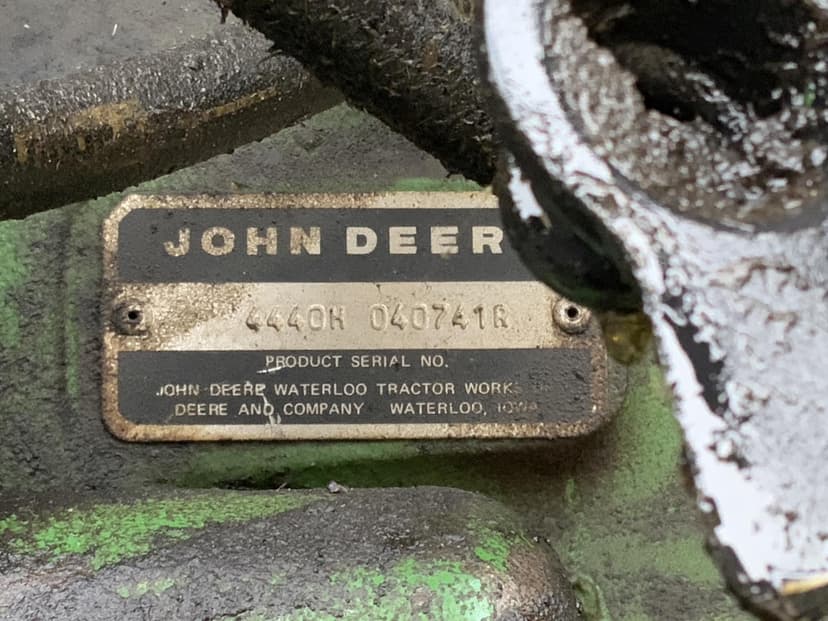 JOHN DEER
4440H 040741R
PRODUCT SERIAL NO.
JOHN DEERE WATERLOO TRACTOR WORKS
DEERE AND COMPANY WATERLOO, IOWA